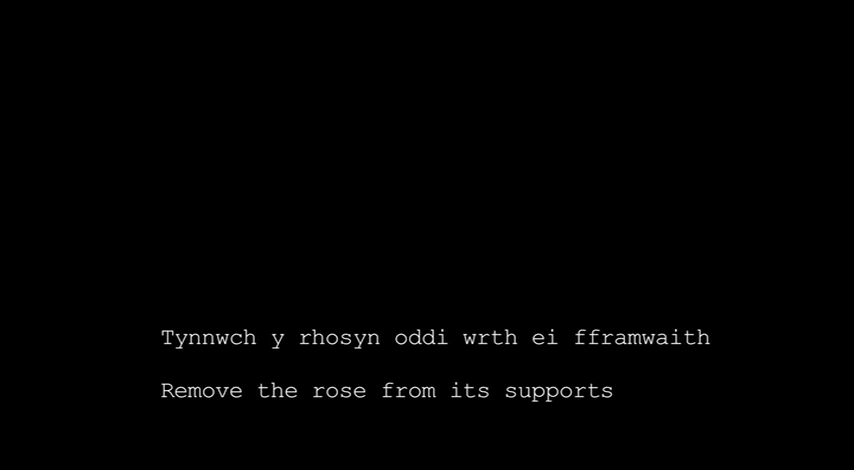 Tynnwch y rhosyn oddi wrth ei fframwaith
Remove the rose from its supports